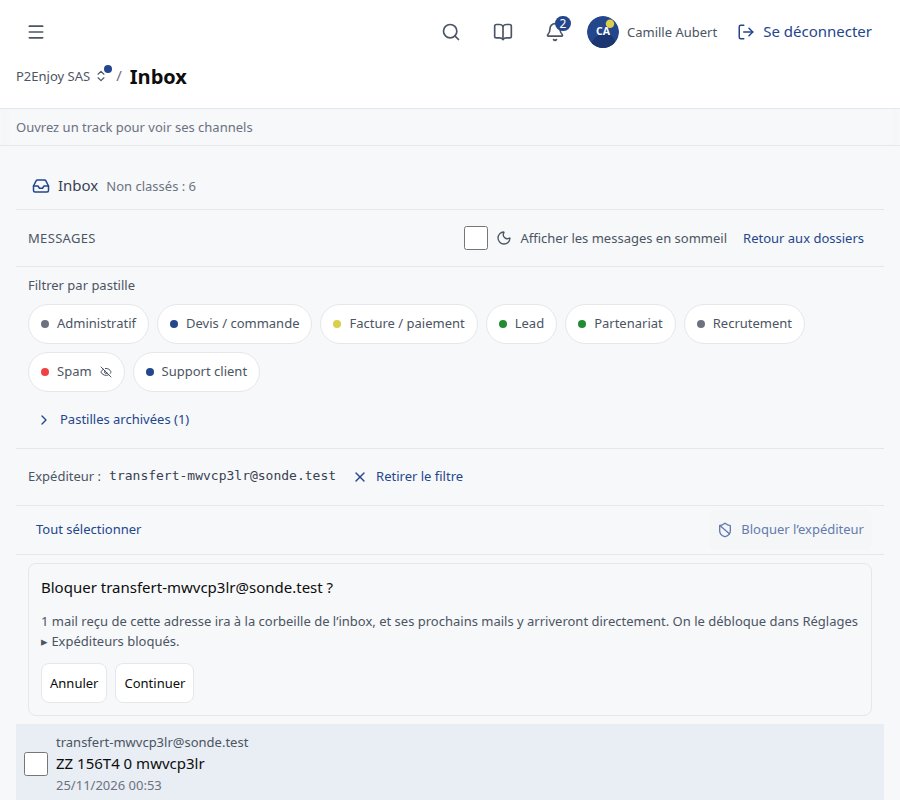 2
CA
Camille Aubert
Se déconnecter
P2Enjoy SAS / Inbox
Ouvrez un track pour voir ses channels
Inbox Non classés : 6
MESSAGES
Afficher les messages en sommeil
Retour aux dossiers
Filtrer par pastille
Administratif
Devis / commande
Facture / paiement
Lead
Partenariat
Recrutement
Spam
Support client
Pastilles archivées (1)
Expéditeur : transfert-mwvcp3lr@sonde.test
Retirer le filtre
Tout sélectionner
Bloquer l’expéditeur
Bloquer transfert-mwvcp3lr@sonde.test ?
1 mail reçu de cette adresse ira à la corbeille de l’inbox, et ses prochains mails y arriveront directement. On le débloque dans Réglages
▸ Expéditeurs bloqués.
Annuler
Continuer
transfert-mwvcp3lr@sonde.test
ZZ 156T4 0 mwvcp3lr
25/11/2026 00:53